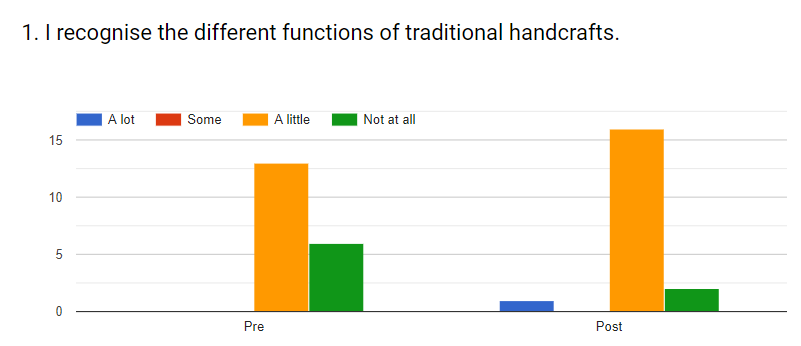 1. I recognise the different functions of traditional handcrafts.
A lot Some A little Not at all
15
10
5
0
Pre Post